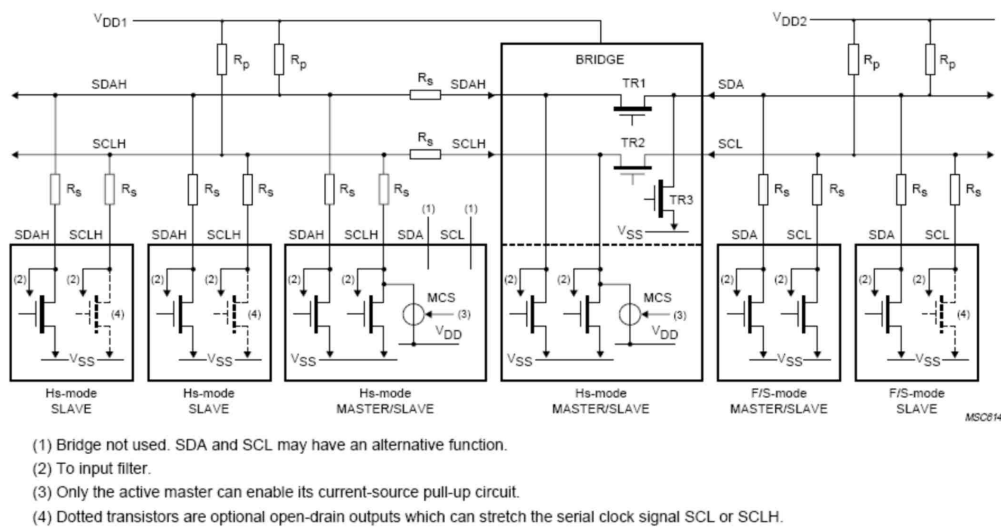 VDD1
VDD2
BRIDGE
Rp Rp Rp Rp
SDAH Rs SDAH TR1 SDA
SCLH Rs SCLH TR2 SCL
Rs Rs Rs Rs Rs Rs TR3 Rs Rs Rs Rs
(1) (1)
VSS
SDAH SCLH SDAH SCLH SDAH SCLH SDA SCL SDA SCL SDA SCL
(2) (2) (2) (2) (2) (2) (2) (2) (2) (2) (2) (2)
MCS MCS
(4) (4) (3) (3) (4)
VDD VDD
VSS VSS VSS VSS VSS VSS
Hs-mode
SLAVE
Hs-mode
SLAVE
Hs-mode
MASTER/SLAVE
Hs-mode
MASTER/SLAVE
F/S-mode
MASTER/SLAVE
F/S-mode
SLAVE
MSC614
(1) Bridge not used. SDA and SCL may have an alternative function.
(2) To input filter.
(3) Only the active master can enable its current-source pull-up circuit.
(4) Dotted transistors are optional open-drain outputs which can stretch the serial clock signal SCL or SCLH.